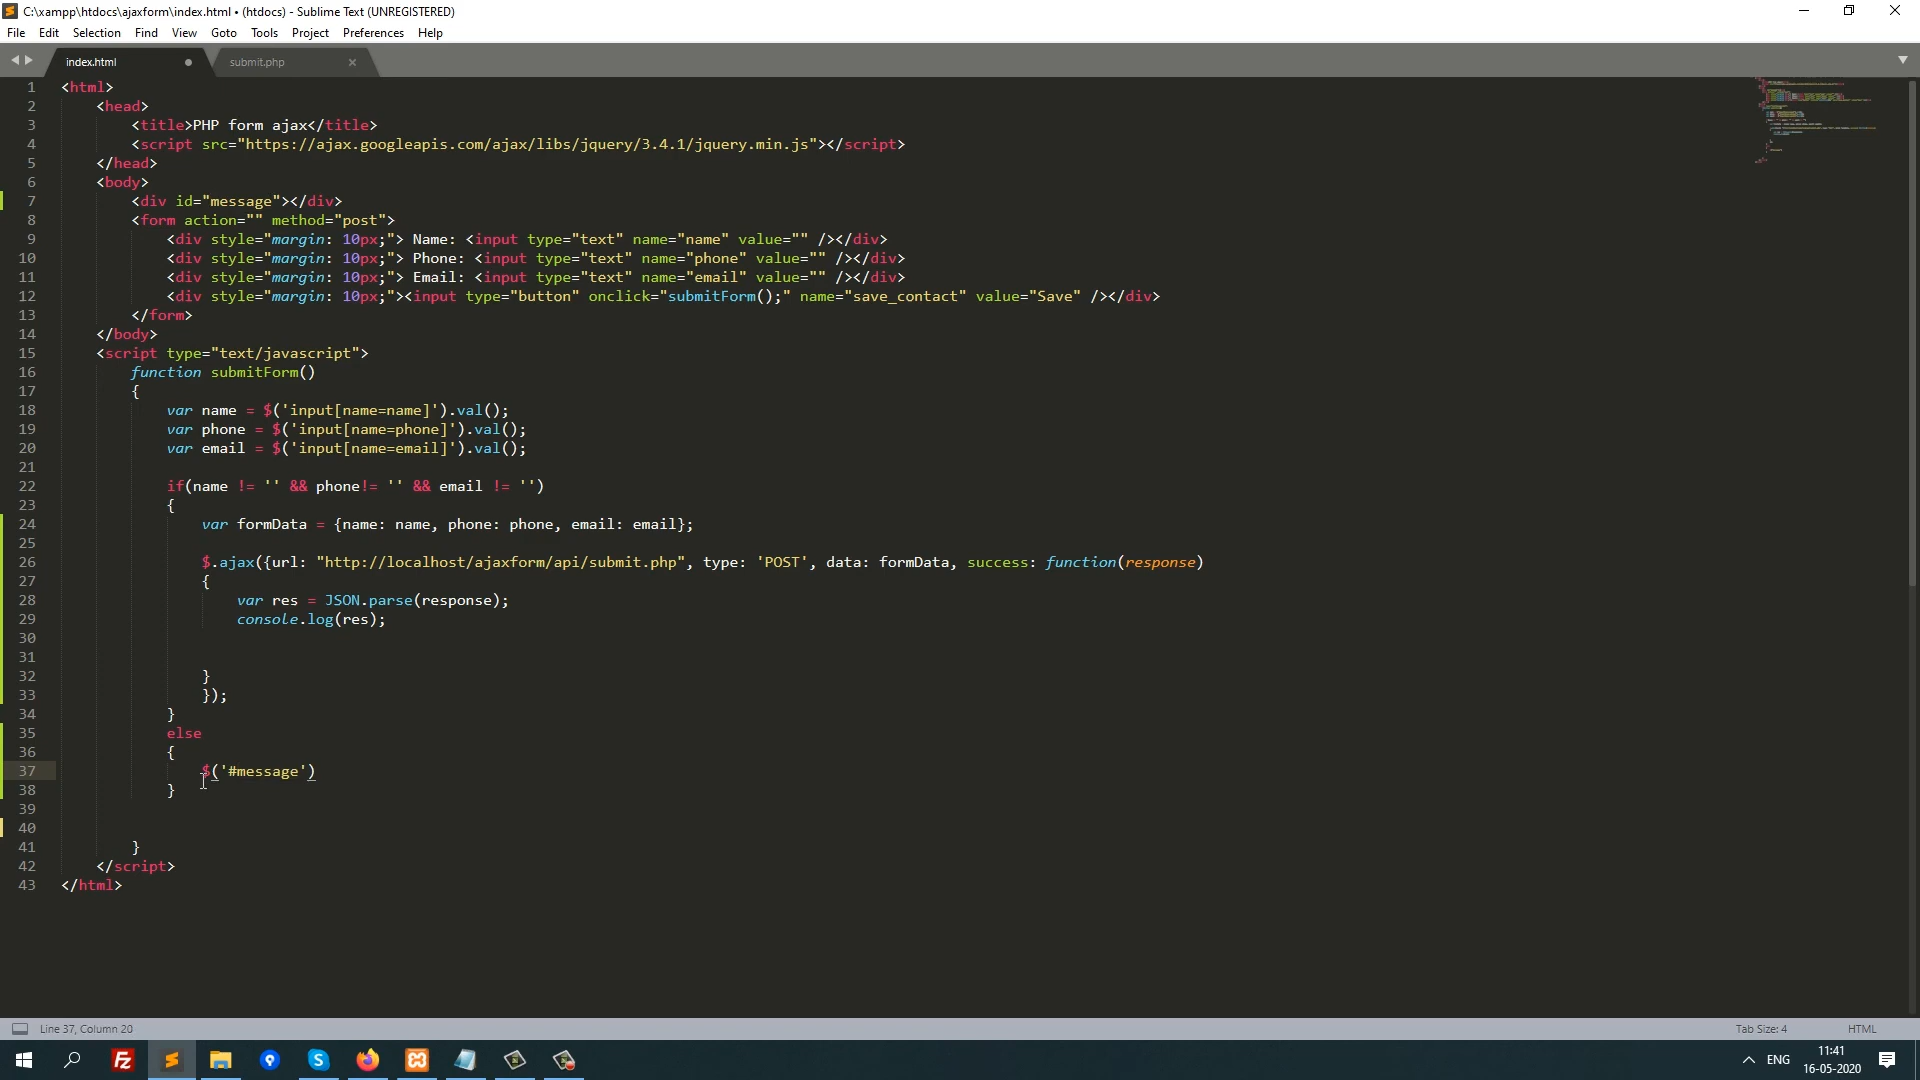 C:\xampp\htdocs\ajaxform\index.html • (htdocs) - Sublime Text (UNREGISTERED)
File Edit Selection Find View Goto Tools Project Preferences Help
index.html submit.php
1 <html>
2 <head>
3 <title>PHP form ajax</title>
4 <script src="https://ajax.googleapis.com/ajax/libs/jquery/3.4.1/jquery.min.js"></script>
5 </head>
6 <body>
7 <div id="message"></div>
8 <form action="" method="post">
9 <div style="margin: 10px;"> Name: <input type="text" name="name" value="" /></div>
10 <div style="margin: 10px;"> Phone: <input type="text" name="phone" value="" /></div>
11 <div style="margin: 10px;"> Email: <input type="text" name="email" value="" /></div>
12 <div style="margin: 10px;"><input type="button" onclick="submitForm();" name="save_contact" value="Save" /></div>
13 </form>
14 </body>
15 <script type="text/javascript">
16 function submitForm()
17 {
18 var name = $('input[name=name]').val();
19 var phone = $('input[name=phone]').val();
20 var email = $('input[name=email]').val();
21
22 if(name != '' && phone!= '' && email != '')
23 {
24 var formData = {name: name, phone: phone, email: email};
25
26 $.ajax({url: "http://localhost/ajaxform/api/submit.php", type: 'POST', data: formData, success: function(response)
27 {
28 var res = JSON.parse(response);
29 console.log(res);
30
31
32 }
33 });
34 }
35 else
36 {
37 $('#message')
38 }
39
40
41 }
42 </script>
43 </html>
Line 37, Column 20 Tab Size: 4 HTML
ENG 11:41
16-05-2020